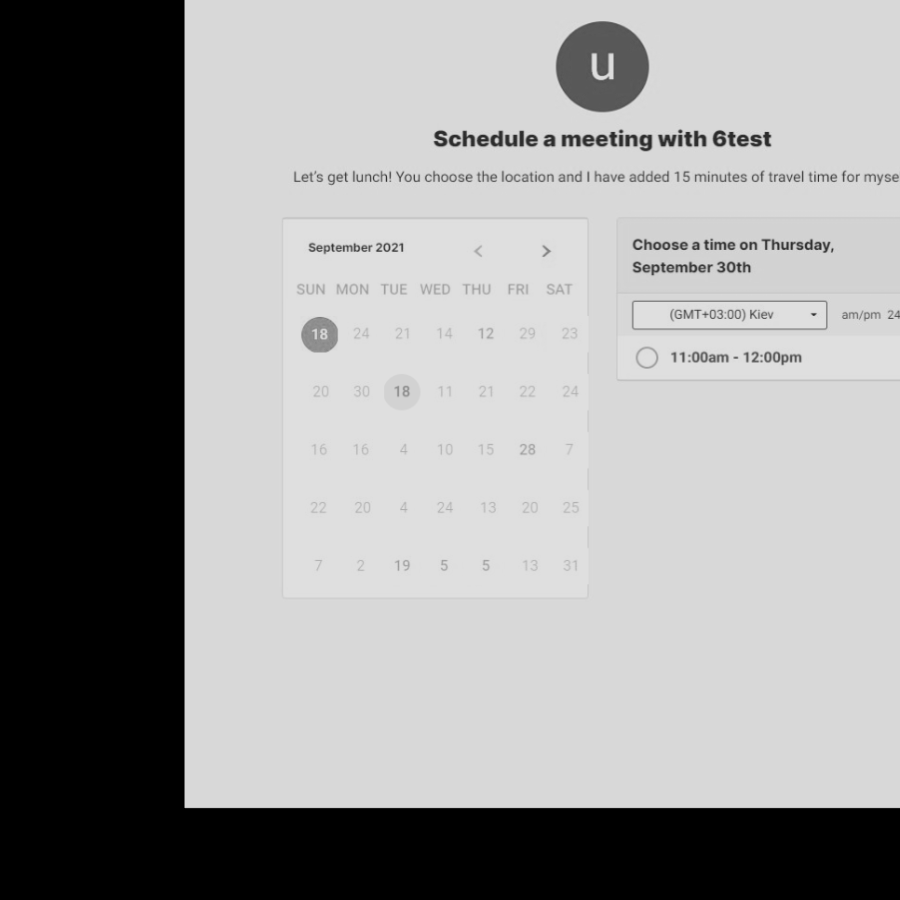 u
Schedule a meeting with 6test
Let's get lunch! You choose the location and I have added 15 minutes of travel time for myse
September 2021 < >
SUN MON TUE WED THU FRI SAT
18 24 21 14 12 29 23
20 30 18 11 21 22 24
16 16 4 10 15 28 7
22 20 4 24 13 20 25
7 2 19 5 5 13 31
Choose a time on Thursday,
September 30th
(GMT+03:00) Kiev am/pm 24
11:00am - 12:00pm